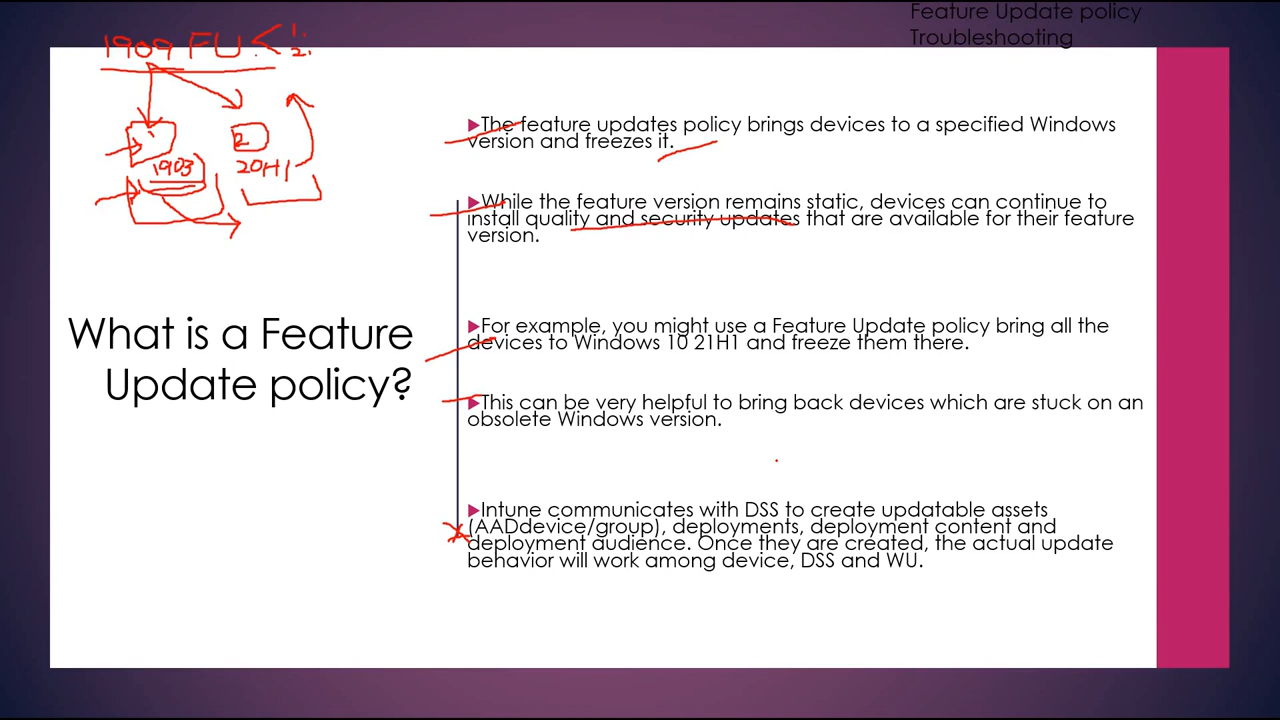 Feature Update policy
Troubleshooting
1909 FU < 1.
2.
1903
2
20H1
What is a Feature
Update policy?
The feature updates policy brings devices to a specified Windows
version and freezes it.
While the feature version remains static, devices can continue to
install quality and security updates that are available for their feature
version.
For example, you might use a Feature Update policy bring all the
devices to Windows 10 21H1 and freeze them there.
This can be very helpful to bring back devices which are stuck on an
obsolete Windows version.
Intune communicates with DSS to create updatable assets
(AADdevice/group), deployments, deployment content and
deployment audience. Once they are created, the actual update
behavior will work among device, DSS and WU.